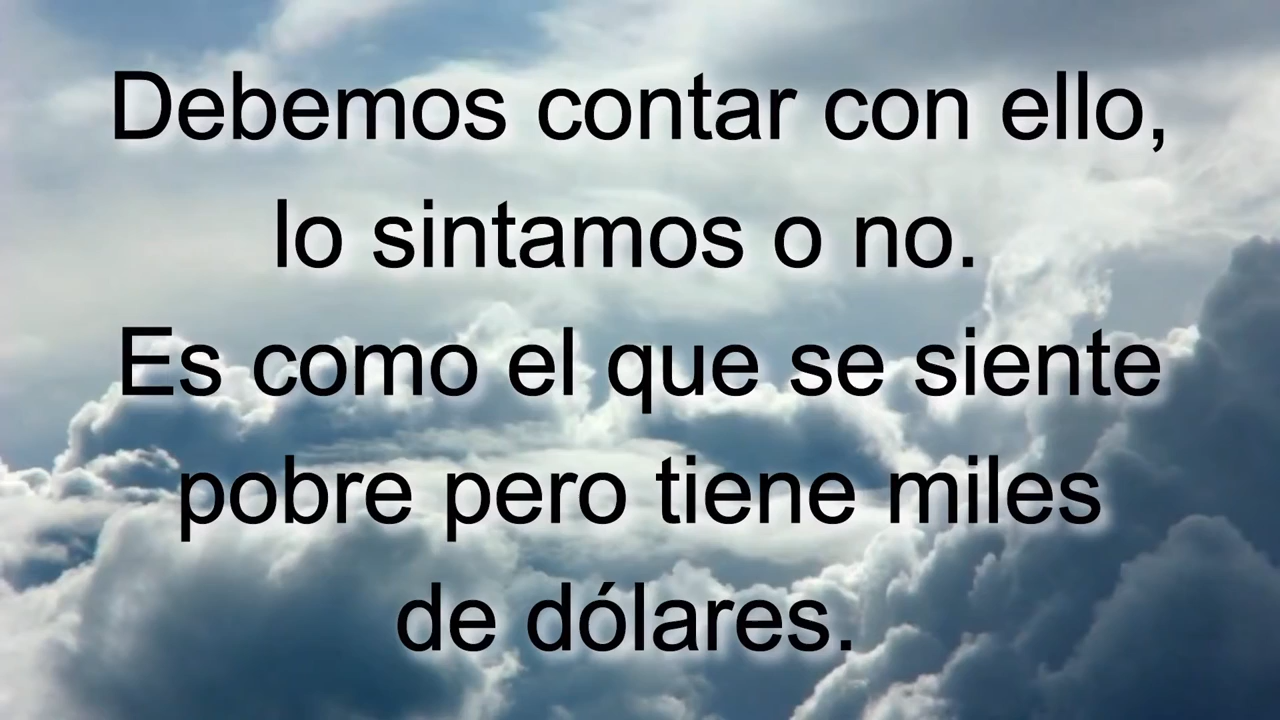 Debemos contar con ello,
lo sintamos o no.
Es como el que se siente
pobre pero tiene miles
de dólares.